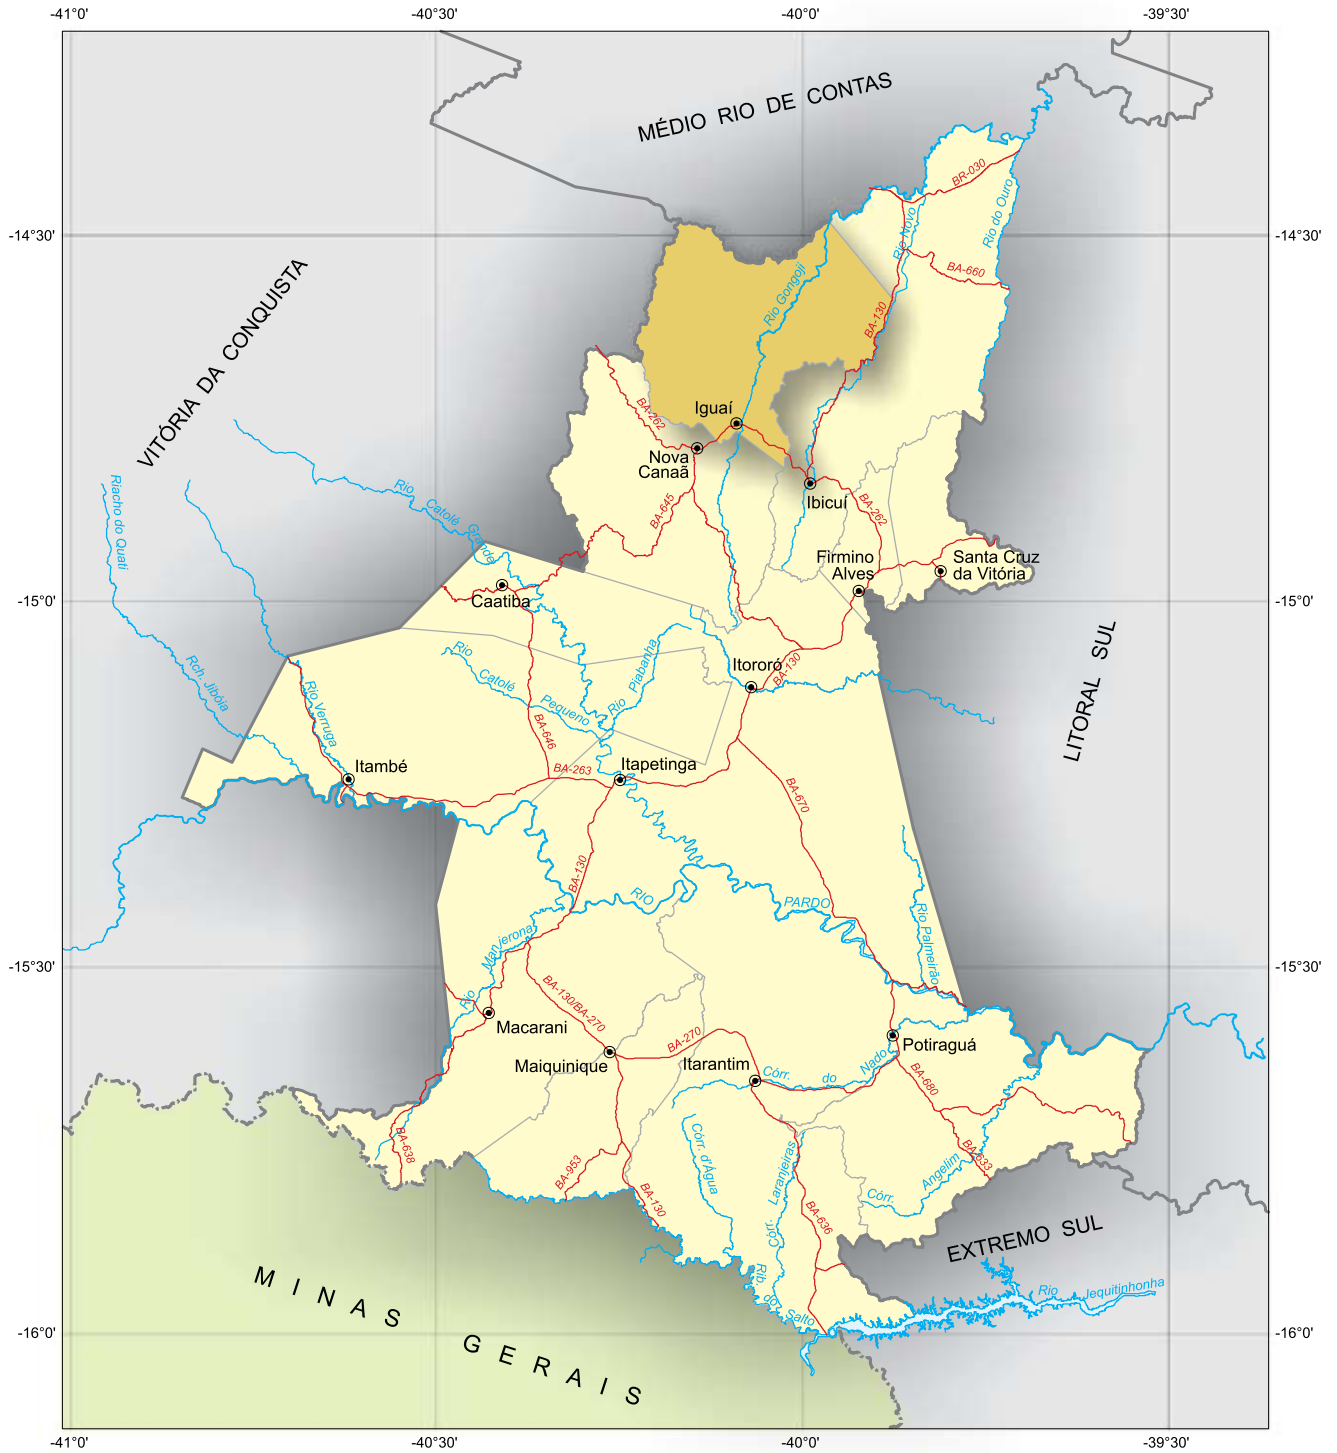 -41°0'
-40°30'
-40°0'
-39°30'
MÉDIO RIO DE CONTAS
BR-030
Rio do Ouro
Rio Novo
-14°30'
-14°30'
BA-660
Rio Gongoji
VITÓRIA DA CONQUISTA
BA-130
BA-262
Iguaí
Nova
Canaã
Ibicuí
BA-262
BA-645
Riacho do Quati
Rio Catolé Grande
Firmino
Alves
Santa Cruz
da Vitória
Caatiba
-15°0'
-15°0'
Rch. Jibóia
Rio Catolé Pequeno
Rio Piabanha
Itororó
BA-130
LITORAL SUL
Rio Verruga
BA-646
Itambé
BA-263
Itapetinga
BA-670
BA-130
RIO PARDO
Rio Palmeirão
Rio Manjerona
-15°30'
-15°30'
BA-130/BA-270
Macarani
BA-270
Maiquinique
Itarantim
Potiraguá
Córr. do Nado
BA-680
BA-638
BA-953
BA-130
Córr. d'Água
Córr. Laranjeiras
BA-633
Córr. Angelim
BA-636
EXTREMO SUL
Rib. do Salto
Rio Jequitinhonha
MINAS GERAIS
-16°0'
-16°0'
-41°0'
-40°30'
-40°0'
-39°30'